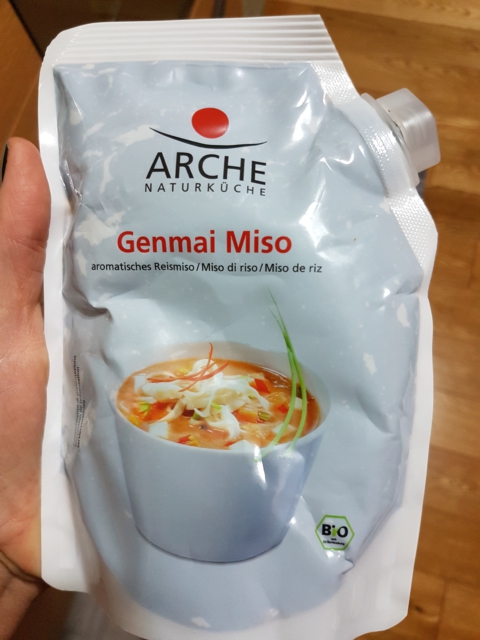 ARCHE
NATURKÜCHE
Genmai Miso
aromatisches Reismiso/Miso di riso/Miso de riz
Bio